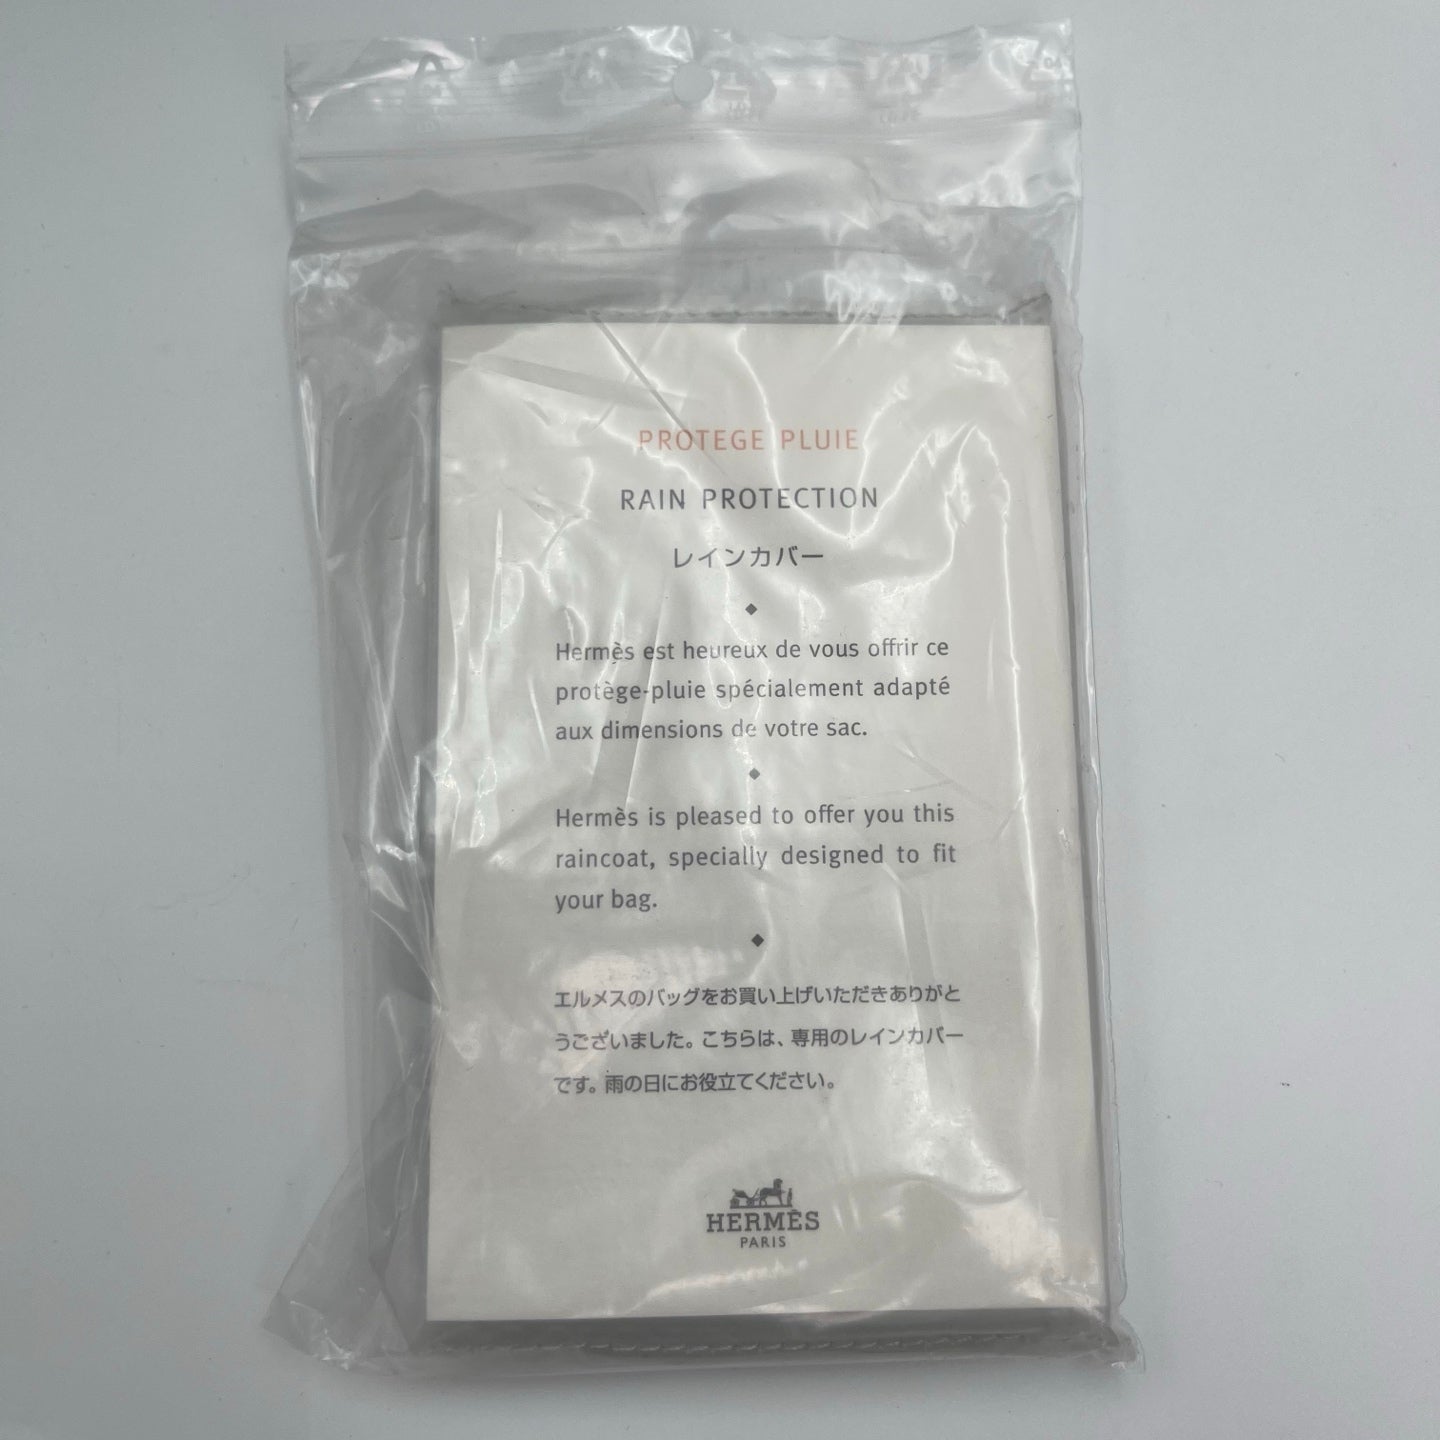 PROTEGE PLUIE
RAIN PROTECTION
レインカバー
Hermès est heureux de vous offrir ce
protège-pluie spécialement adapté
aux dimensions de votre sac.
Hermès is pleased to offer you this
raincoat, specially designed to fit
your bag.
エルメスのバッグをお買い上げいただきありがと
うございました。こちらは、専用のレインカバー
です。雨の日にお役立てください。
HERMÈS
PARIS